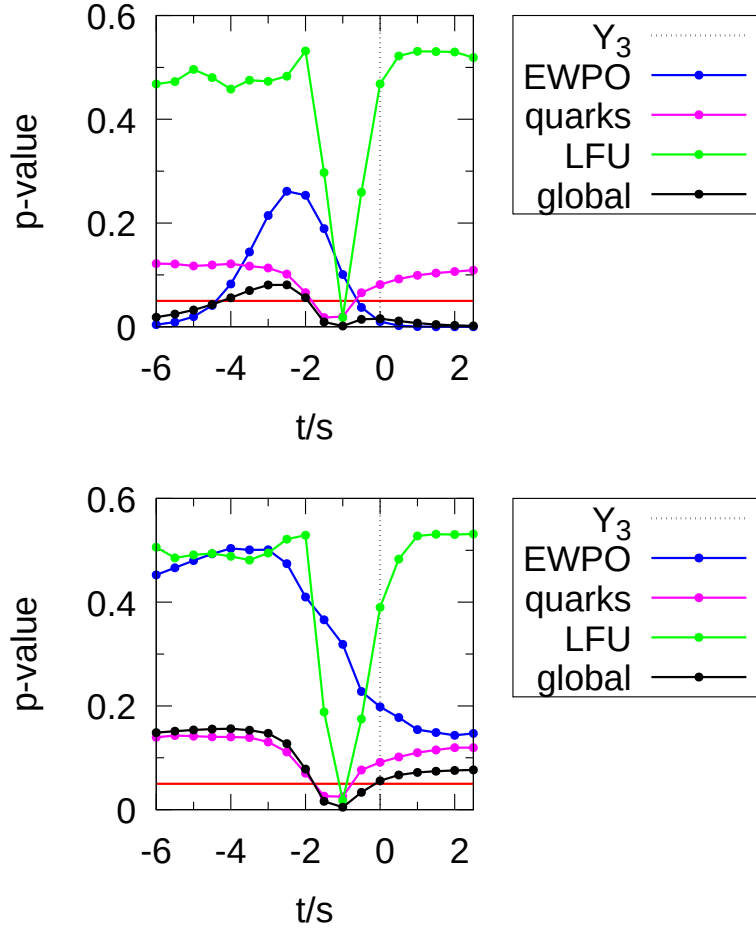 0.6
0.4
0.2
0
p-value
-6
-4
-2
0
2
t/s
Y3
EWPO
quarks
LFU
global
0.6
0.4
0.2
0
p-value
-6
-4
-2
0
2
t/s
Y3
EWPO
quarks
LFU
global